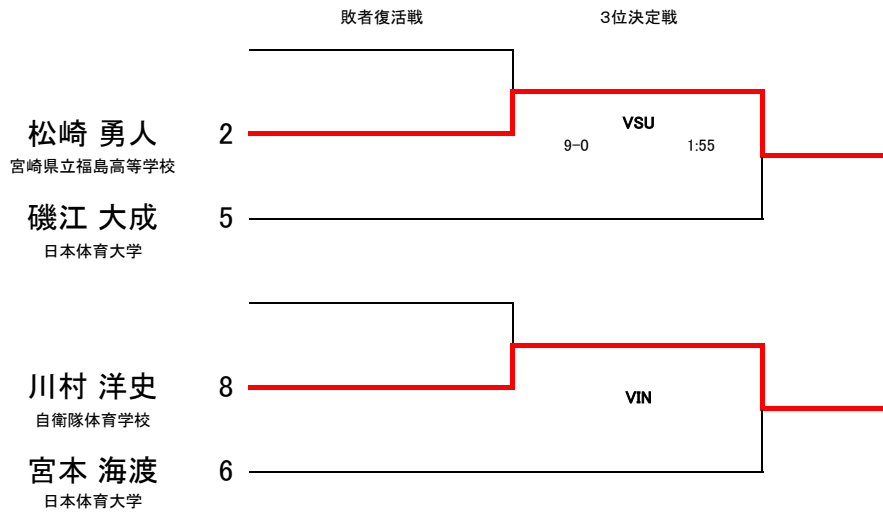 敗者復活戦 3位決定戦
松崎 勇人 2
宮崎県立福島高等学校
VSU
9-0 1:55
磯江 大成 5
日本体育大学
川村 洋史 8
自衛隊体育学校
VIN
宮本 海渡 6
日本体育大学